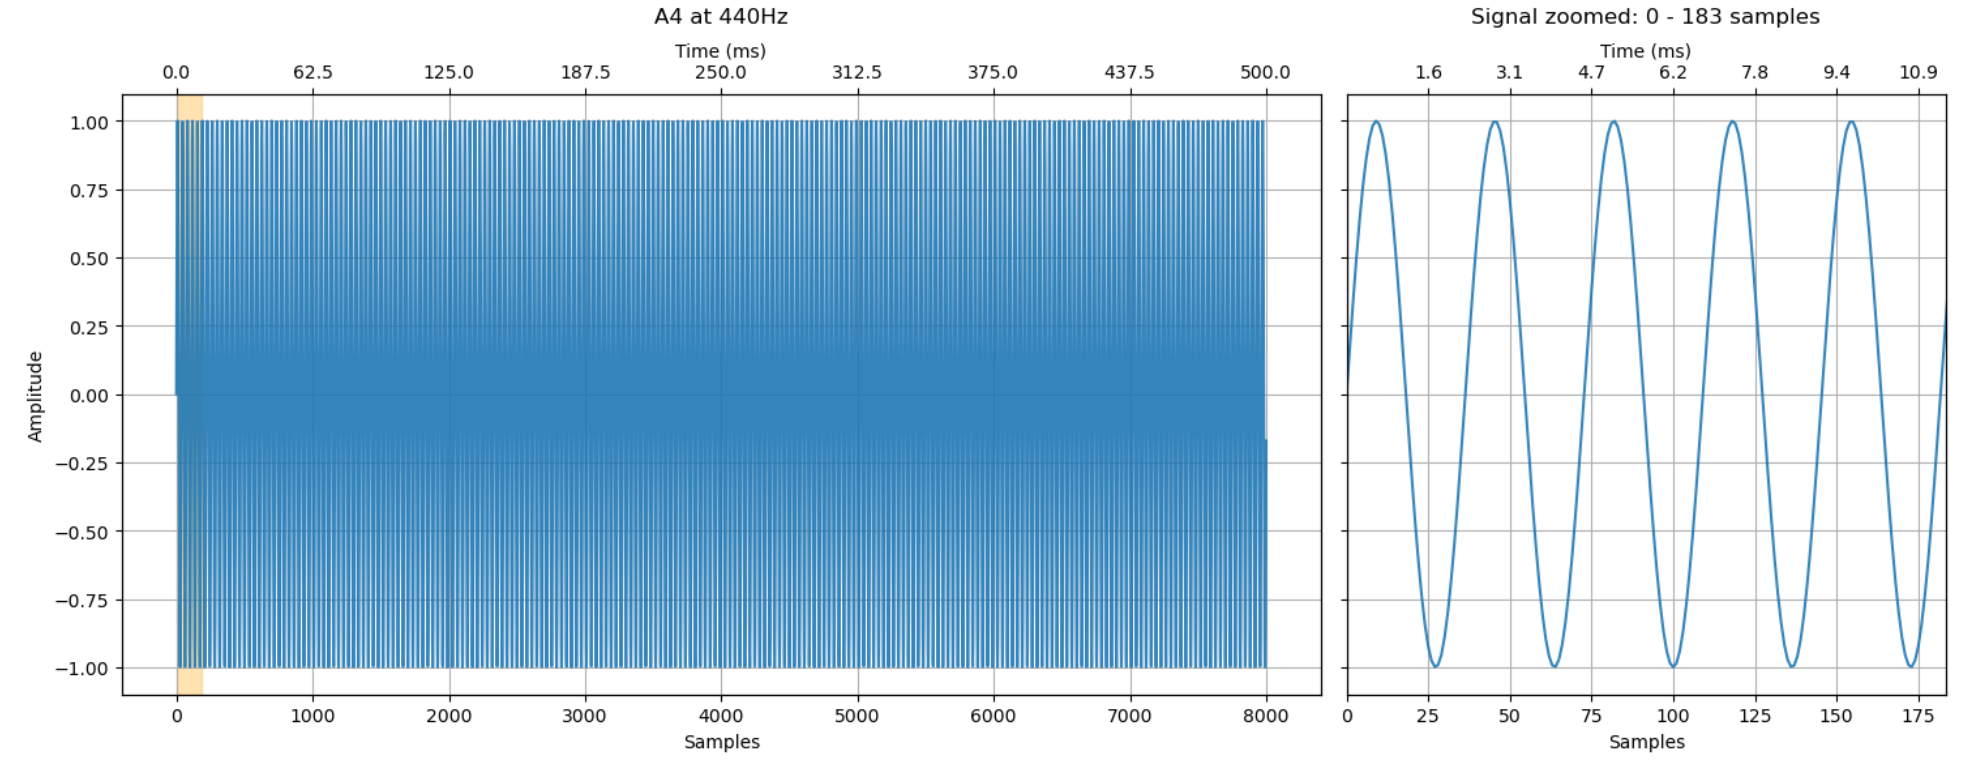 A4 at 440Hz
Time (ms)
0.0 62.5 125.0 187.5 250.0 312.5 375.0 437.5 500.0
1.00
0.75
0.50
0.25
0.00
−0.25
−0.50
−0.75
−1.00
Amplitude
0 1000 2000 3000 4000 5000 6000 7000 8000
Samples
Signal zoomed: 0 - 183 samples
Time (ms)
1.6 3.1 4.7 6.2 7.8 9.4 10.9
0 25 50 75 100 125 150 175
Samples